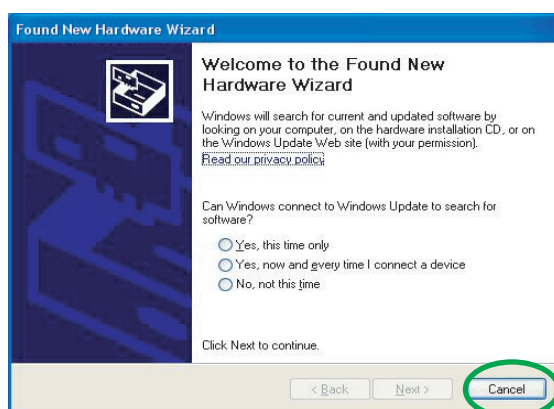 Found New Hardware Wizard
Welcome to the Found New
Hardware Wizard
Windows will search for current and updated software by
looking on your computer, on the hardware installation CD, or on
the Windows Update Web site (with your permission).
Read our privacy policy
Can Windows connect to Windows Update to search for
software?
Yes, this time only
Yes, now and every time I connect a device
No, not this time
Click Next to continue.
< Back Next > Cancel